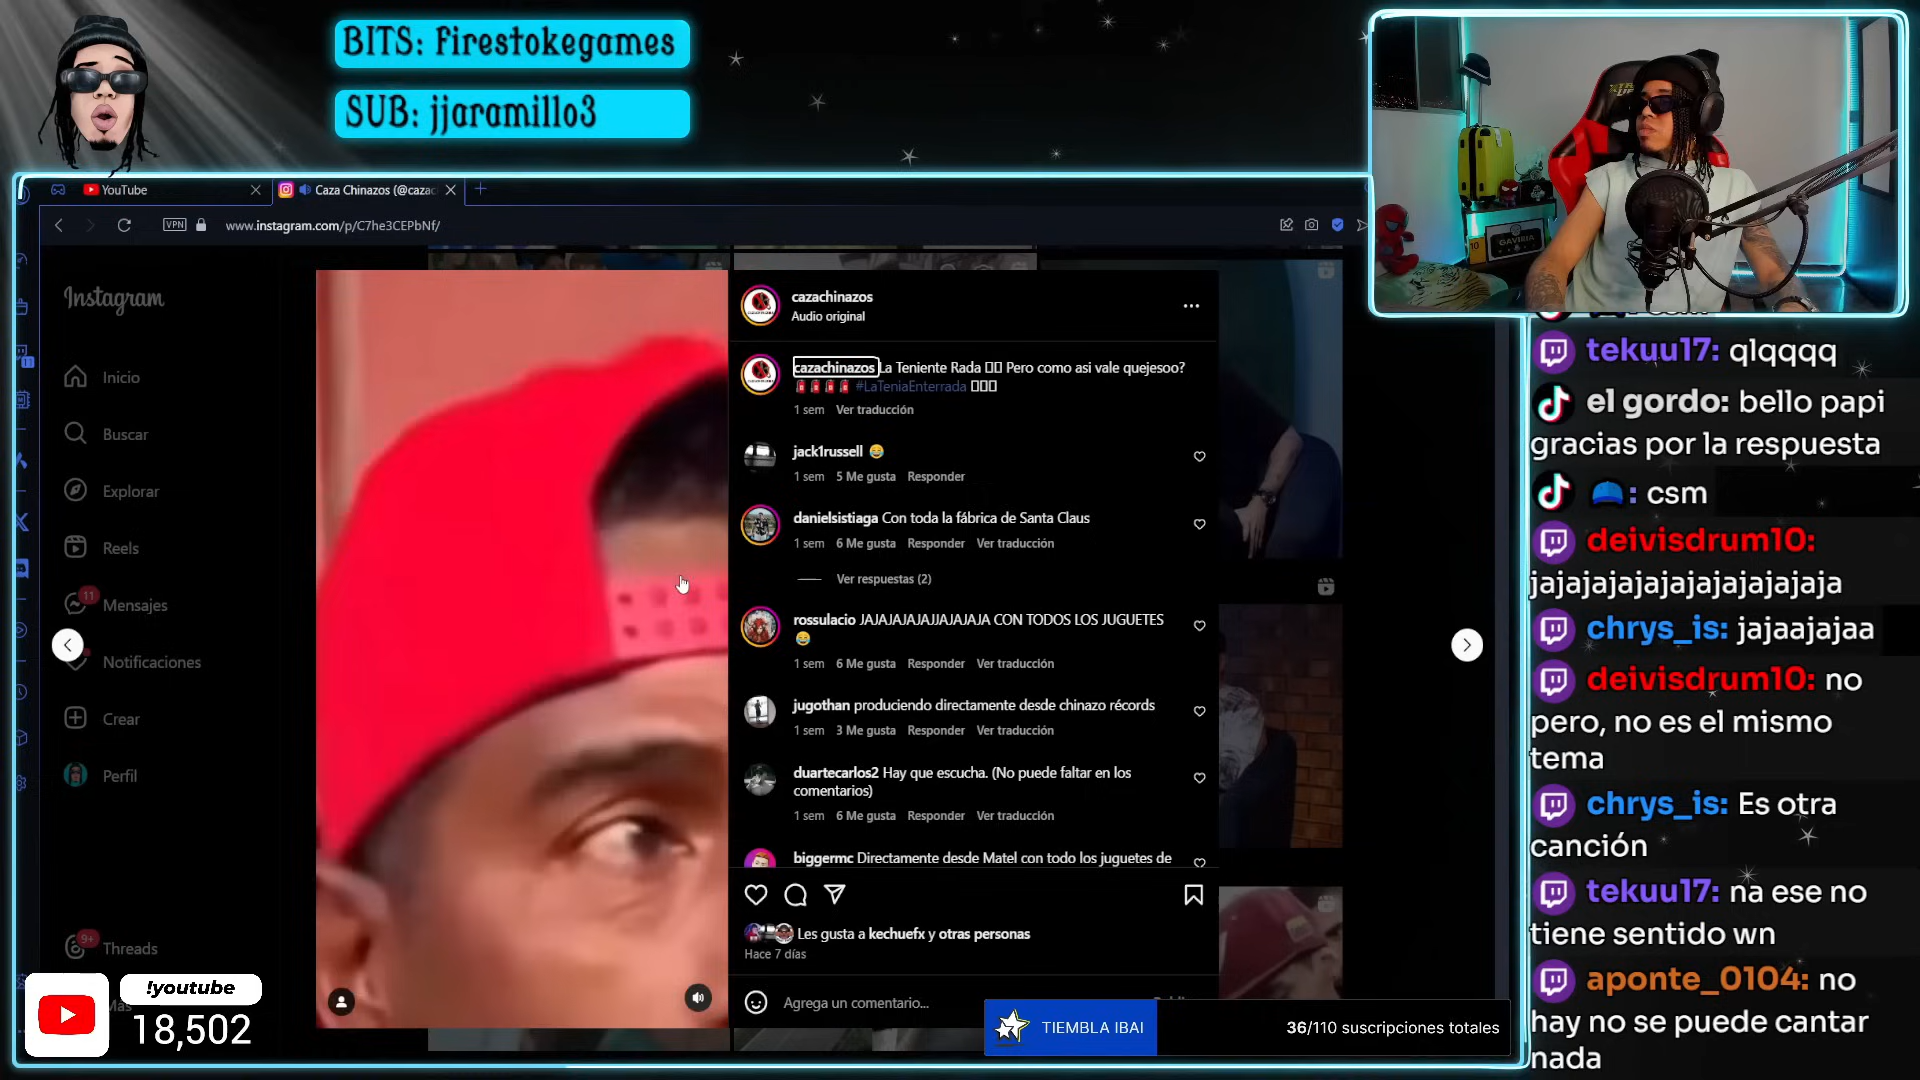 BITS: Firestokegames
SUB: jjaramillo3
YouTube
Caza Chinazos (@cazac
VPN
www.instagram.com/p/C7he3CEPbNf/
Instagram
Inicio
Buscar
Explorar
Reels
11
Mensajes
Notificaciones
Crear
Perfil
9+
Threads
Más
!youtube
18,502
cazachinazos
Audio original
cazachinazos La Teniente Rada Pero como asi vale quejesoo?
#LaTeniaEnterrada
1 sem Ver traducción
jack1russell 😂
1 sem 5 Me gusta Responder
danielsistiaga Con toda la fábrica de Santa Claus
1 sem 6 Me gusta Responder Ver traducción
Ver respuestas (2)
rossulacio JAJAJAJAJJAJAJAJA CON TODOS LOS JUGUETES
😂
1 sem 6 Me gusta Responder Ver traducción
jugothan produciendo directamente desde chinazo récords
1 sem 3 Me gusta Responder Ver traducción
duartecarlos2 Hay que escucha. (No puede faltar en los
comentarios)
1 sem 6 Me gusta Responder Ver traducción
biggermc Directamente desde Matel con todo los juguetes de
Les gusta a kechuefx y otras personas
Hace 7 días
Agrega un comentario...
TIEMBLA IBAI
36/110 suscripciones totales
GAVIRIA
tekuu17: qlqqqq
el gordo: bello papi
gracias por la respuesta
🧢: csm
deivisdrum10:
jajajajajajajajajajaja
chrys_is: jajaajajaa
deivisdrum10: no
pero, no es el mismo
tema
chrys_is: Es otra
canción
tekuu17: na ese no
tiene sentido wn
aponte_0104: no
hay no se puede cantar
nada